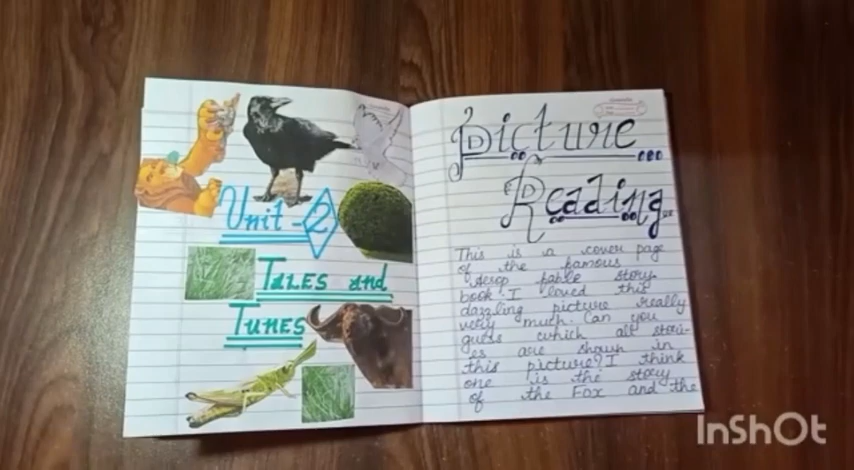 Unit-2
TALES and
TUNES
Picture
Reading
This is a cover page
of the famous
Aesop fable story
book. I loved this
dazzling picture really
very much. Can you
guess which all stori-
es are shown in
this picture? I think
one is the story
of the Fox and the
InShOt